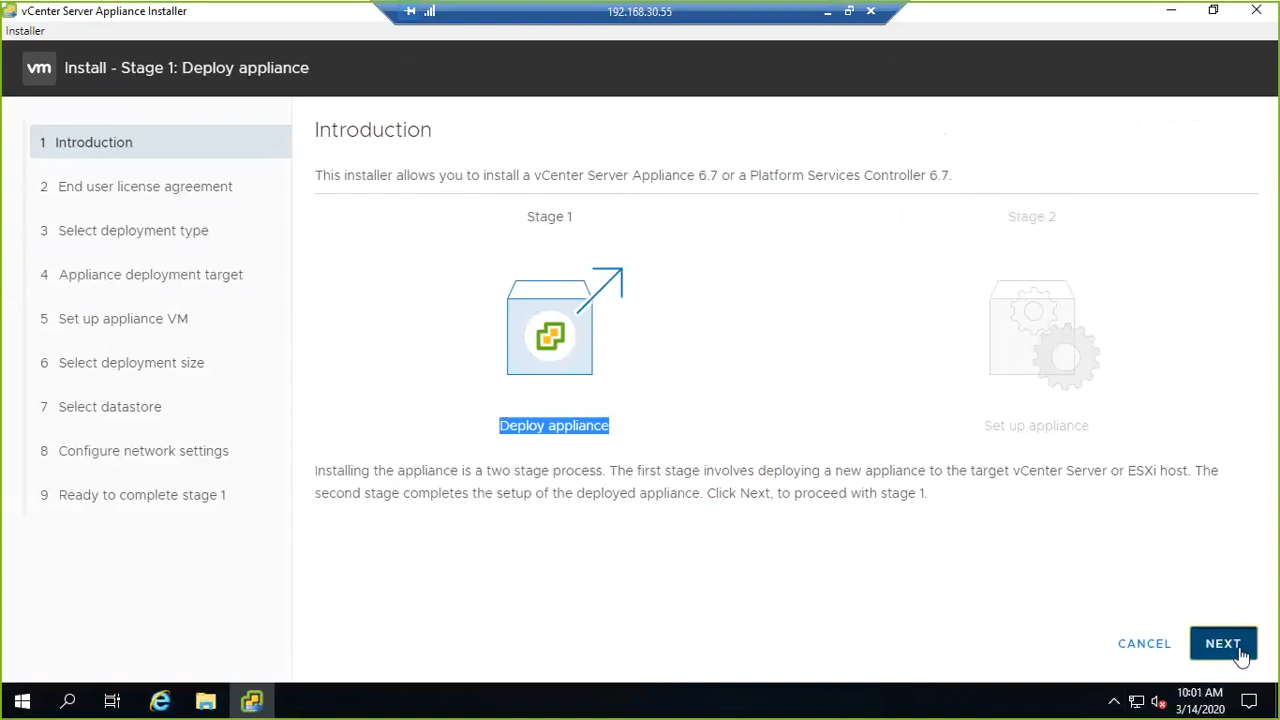 vCenter Server Appliance Installer
192.168.30.55
Installer
vm Install - Stage 1: Deploy appliance
1 Introduction
2 End user license agreement
3 Select deployment type
4 Appliance deployment target
5 Set up appliance VM
6 Select deployment size
7 Select datastore
8 Configure network settings
9 Ready to complete stage 1
Introduction
This installer allows you to install a vCenter Server Appliance 6.7 or a Platform Services Controller 6.7.
Stage 1
Stage 2
Deploy appliance
Set up appliance
Installing the appliance is a two stage process. The first stage involves deploying a new appliance to the target vCenter Server or ESXi host. The
second stage completes the setup of the deployed appliance. Click Next, to proceed with stage 1.
CANCEL
NEXT
10:01 AM
3/14/2020